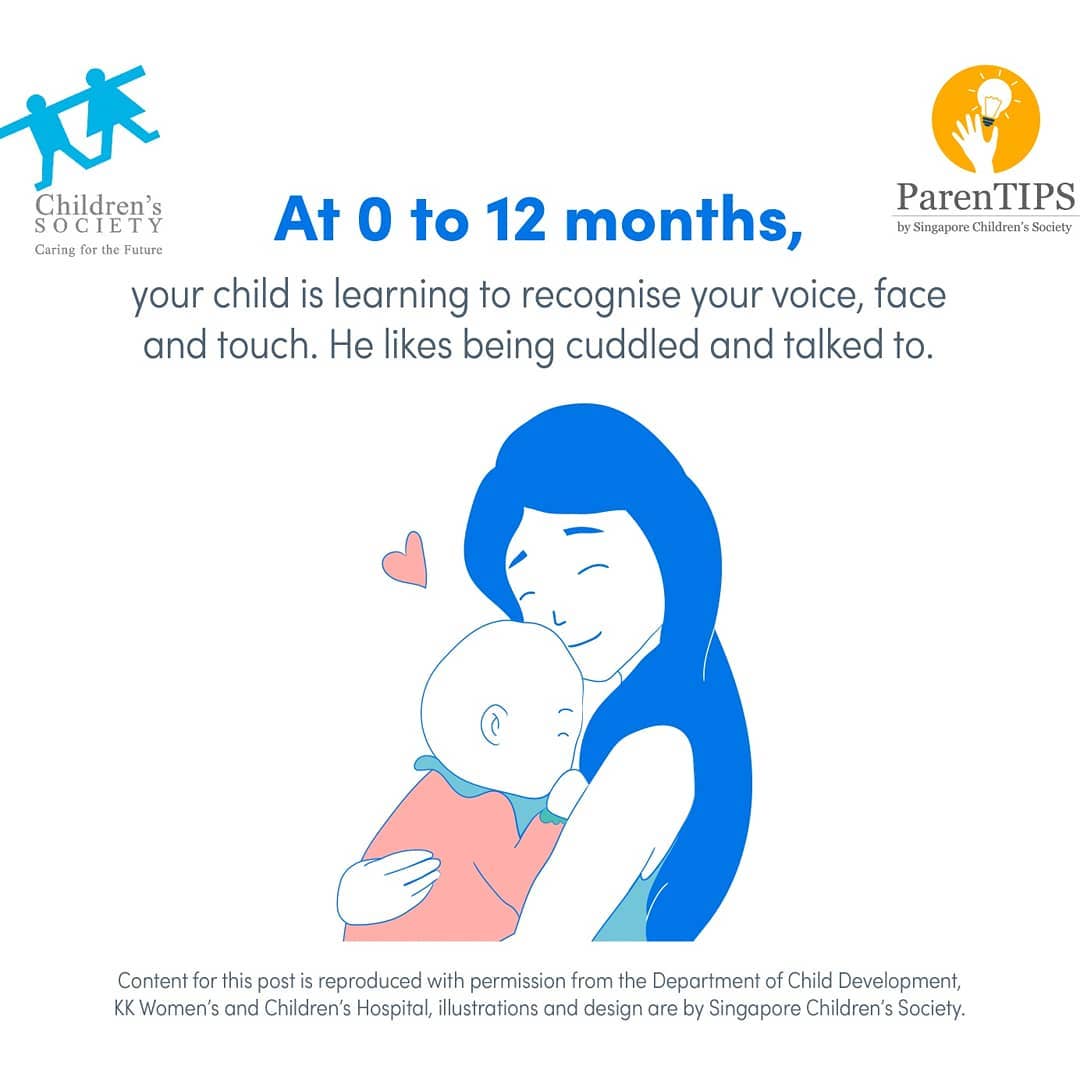 Children's
SOCIETY
Caring for the Future
ParenTIPS
by Singapore Children's Society
At 0 to 12 months,
your child is learning to recognise your voice, face
and touch. He likes being cuddled and talked to.
Content for this post is reproduced with permission from the Department of Child Development,
KK Women's and Children's Hospital, illustrations and design are by Singapore Children's Society.